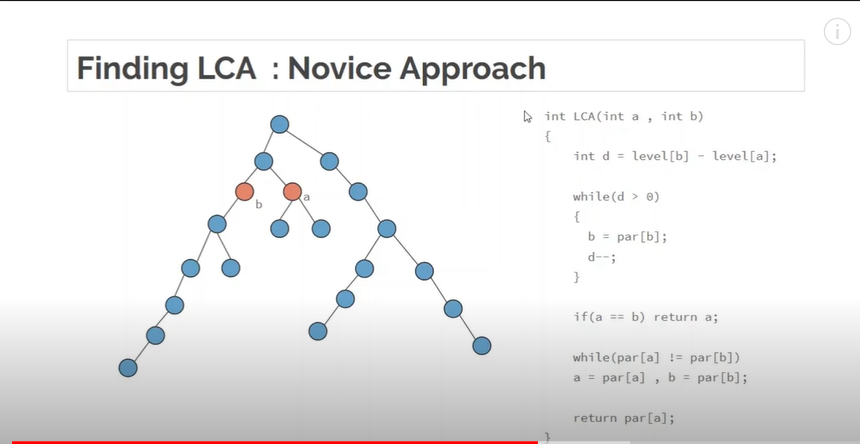 Finding LCA : Novice Approach
b
a
int LCA(int a , int b)
{
int d = level[b] - level[a];
while(d > 0)
{
b = par[b];
d--;
}
if(a == b) return a;
while(par[a] != par[b])
a = par[a] , b = par[b];
return par[a];
}